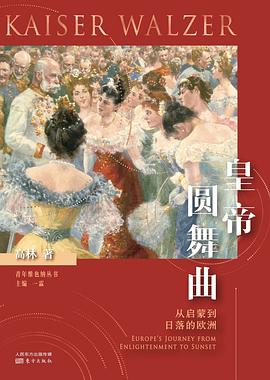 KAISER WALZER
皇帝
圆舞曲
高林 著
青年维也纳丛书
主编 一霖
从启蒙到
日落的欧洲
EUROPE'S JOURNEY FROM
ENLIGHTENMENT TO SUNSET
人民东方出版传媒
东方出版社